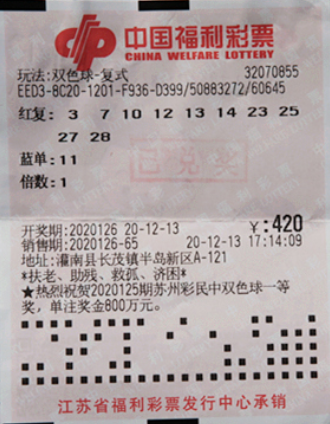 中国福利彩票
CHINA WELFARE LOTTERY
玩法:双色球-复式 32070855
EED3-8C20-1201-F936-D399/50883272/60645
红复: 3 7 10 12 13 14 23 25
27 28
蓝单:11
倍数:1
已兑奖
开奖期:2020126 20-12-13 ¥:420
销售期:2020126-65 20-12-13 17:14:09
地址:灌南县长茂镇半岛新区A-121
*扶老、助残、救孤、济困*
★热烈祝贺2020125期苏州彩民中双色球一等
奖,单注奖金800万元。
江苏省福利彩票发行中心承销